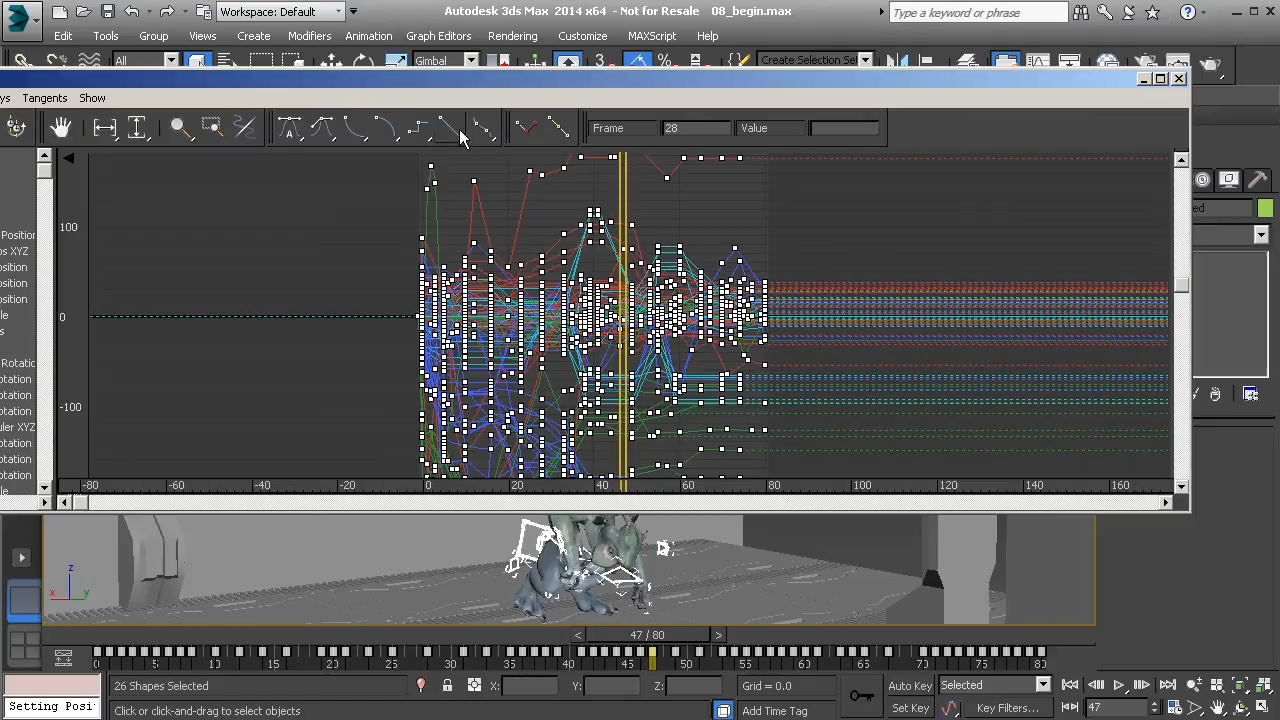 Workspace: Default
Autodesk 3ds Max 2014 x64 - Not for Resale 08_begin.max
Type a keyword or phrase
Edit Tools Group Views Create Modifiers Animation Graph Editors Rendering Customize MAXScript Help
All Gimbal Create Selection Set
ys Tangents Show
Frame 28 Value
100
Position
os XYZ
osition
osition
osition
0
Rotatio
otation
otation
otation
-100
uler XYZ
otation
otation
otation
-80 -60 -40 -20 0 20 40 60 80 100 120 140 160
ed
z
x y
< 47 / 80 >
0 5 10 15 20 25 30 35 40 45 50 55 60 65 70 75 80
26 Shapes Selected X: Y: Z: Grid = 0.0 Auto Key Selected
Setting Posi Click or click-and-drag to select objects Add Time Tag Set Key Key Filters... 47